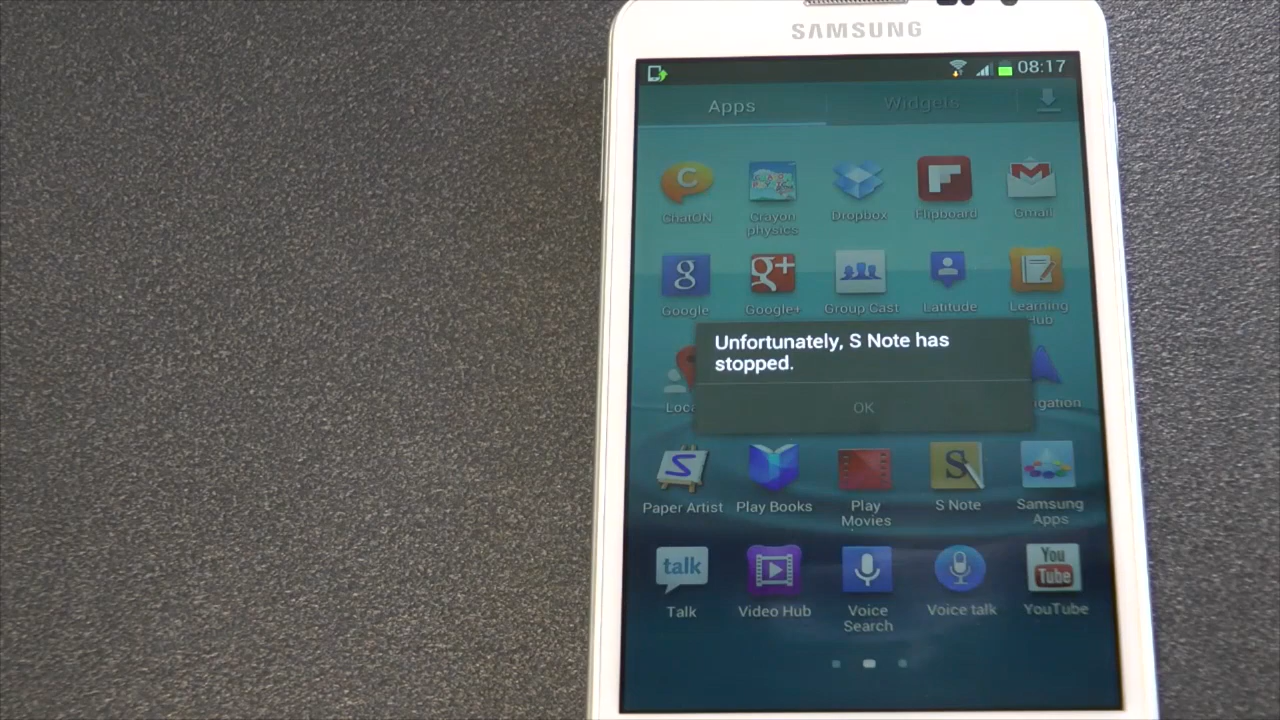 SAMSUNG
08:17
Apps
Widgets
C
ChatON
Crayon
physics
Dropbox
F
Flipboard
M
Gmail
g
Google
g+
Google+
Group Cast
Latitude
Learning
Hub
Unfortunately, S Note has
stopped.
OK
Loca
igation
S
Paper Artist
Play Books
Play
Movies
S
S Note
Samsung
Apps
talk
Talk
Video Hub
Voice
Search
Voice talk
You
Tube
YouTube